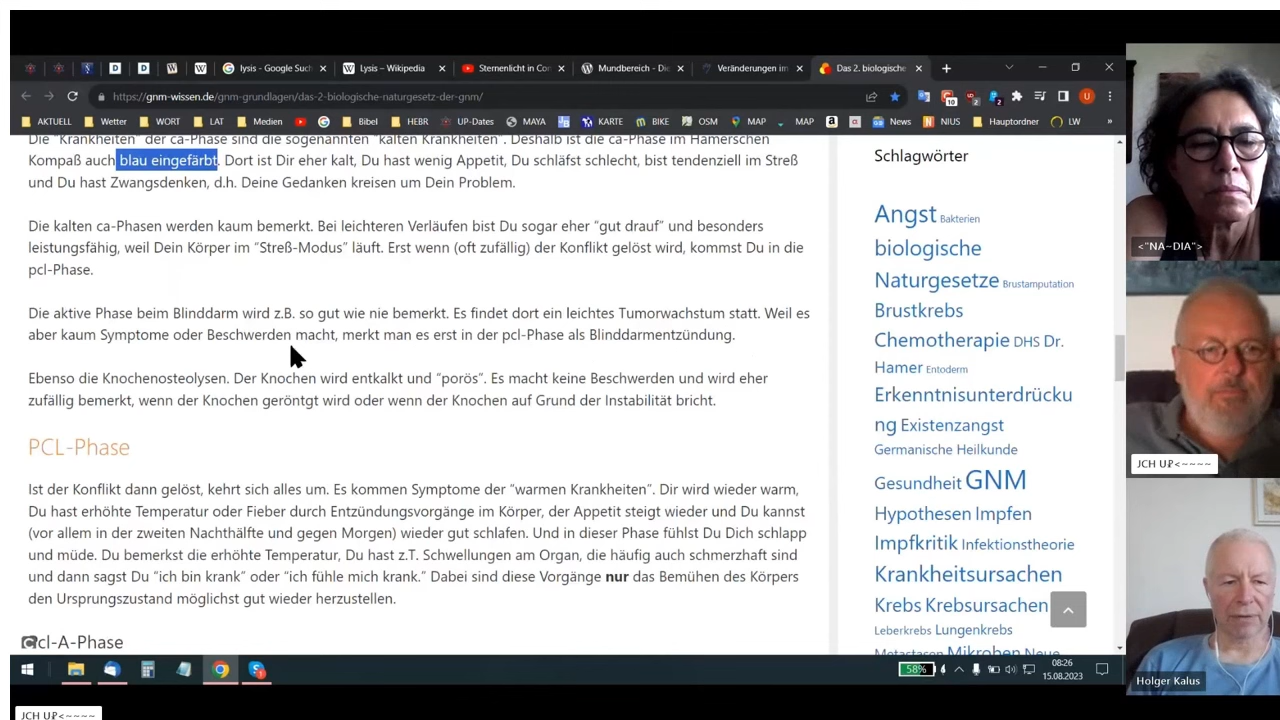 lysis - Google Suc
Lysis – Wikipedia
Sternenlicht in Co
Mundbereich - Di
Veränderungen im
Das 2. biologische
https://gnm-wissen.de/gnm-grundlagen/das-2-biologische-naturgesetz-der-gnm/
AKTUELL Wetter WORT LAT Medien Bibel HEBR UP-Dates MAYA KARTE BIKE OSM MAP MAP News NIUS Hauptordner LW »
Die "Krankheiten" der ca-Phase sind die sogenannten "kalten Krankheiten". Deshalb ist die ca-Phase im Hamerschen
Kompaß auch blau eingefärbt. Dort ist Dir eher kalt, Du hast wenig Appetit, Du schläfst schlecht, bist tendenziell im Streß
und Du hast Zwangsdenken, d.h. Deine Gedanken kreisen um Dein Problem.
Die kalten ca-Phasen werden kaum bemerkt. Bei leichteren Verläufen bist Du sogar eher “gut drauf” und besonders
leistungsfähig, weil Dein Körper im “Streß-Modus” läuft. Erst wenn (oft zufällig) der Konflikt gelöst wird, kommst Du in die
pcl-Phase.
Die aktive Phase beim Blinddarm wird z.B. so gut wie nie bemerkt. Es findet dort ein leichtes Tumorwachstum statt. Weil es
aber kaum Symptome oder Beschwerden macht, merkt man es erst in der pcl-Phase als Blinddarmentzündung.
Ebenso die Knochenosteolysen. Der Knochen wird entkalkt und “porös”. Es macht keine Beschwerden und wird eher
zufällig bemerkt, wenn der Knochen geröntgt wird oder wenn der Knochen auf Grund der Instabilität bricht.
PCL-Phase
Ist der Konflikt dann gelöst, kehrt sich alles um. Es kommen Symptome der “warmen Krankheiten”. Dir wird wieder warm,
Du hast erhöhte Temperatur oder Fieber durch Entzündungsvorgänge im Körper, der Appetit steigt wieder und Du kannst
(vor allem in der zweiten Nachthälfte und gegen Morgen) wieder gut schlafen. Und in dieser Phase fühlst Du Dich schlapp
und müde. Du bemerkst die erhöhte Temperatur, Du hast z.T. Schwellungen am Organ, die häufig auch schmerzhaft sind
und dann sagst Du “ich bin krank” oder “ich fühle mich krank.” Dabei sind diese Vorgänge nur das Bemühen des Körpers
den Ursprungszustand möglichst gut wieder herzustellen.
cl-A-Phase
Schlagwörter
Angst Bakterien
biologische
Naturgesetze Brustamputation
Brustkrebs
Chemotherapie DHS Dr.
Hamer Entoderm
Erkenntnisunterdrücku
ng Existenzangst
Germanische Heilkunde
Gesundheit GNM
Hypothesen Impfen
Impfkritik Infektionstheorie
Krankheitsursachen
Krebs Krebsursachen
Leberkrebs Lungenkrebs
Metastasen Mikroben Neue
58%
08:26
15.08.2023
<"NA~DIA">
JCH U₽<~~~~
Holger Kalus
JCH U₽<~~~~